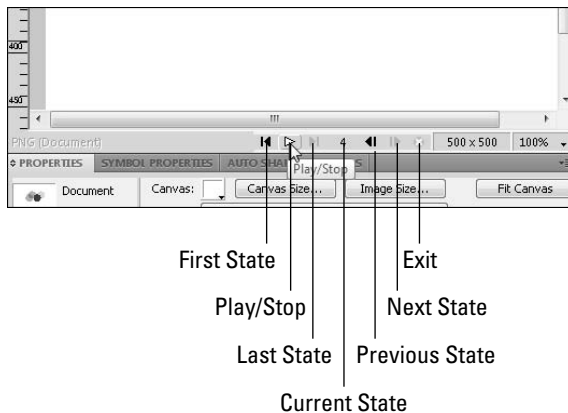 400
450
PNG (Document) 4 500 x 500 100%
PROPERTIES SYMBOL PROPERTIES AUTO SHA
Play/Stop
Document Canvas: Canvas Size... Image Size... Fit Canvas
First State Exit
Play/Stop Next State
Last State Previous State
Current State